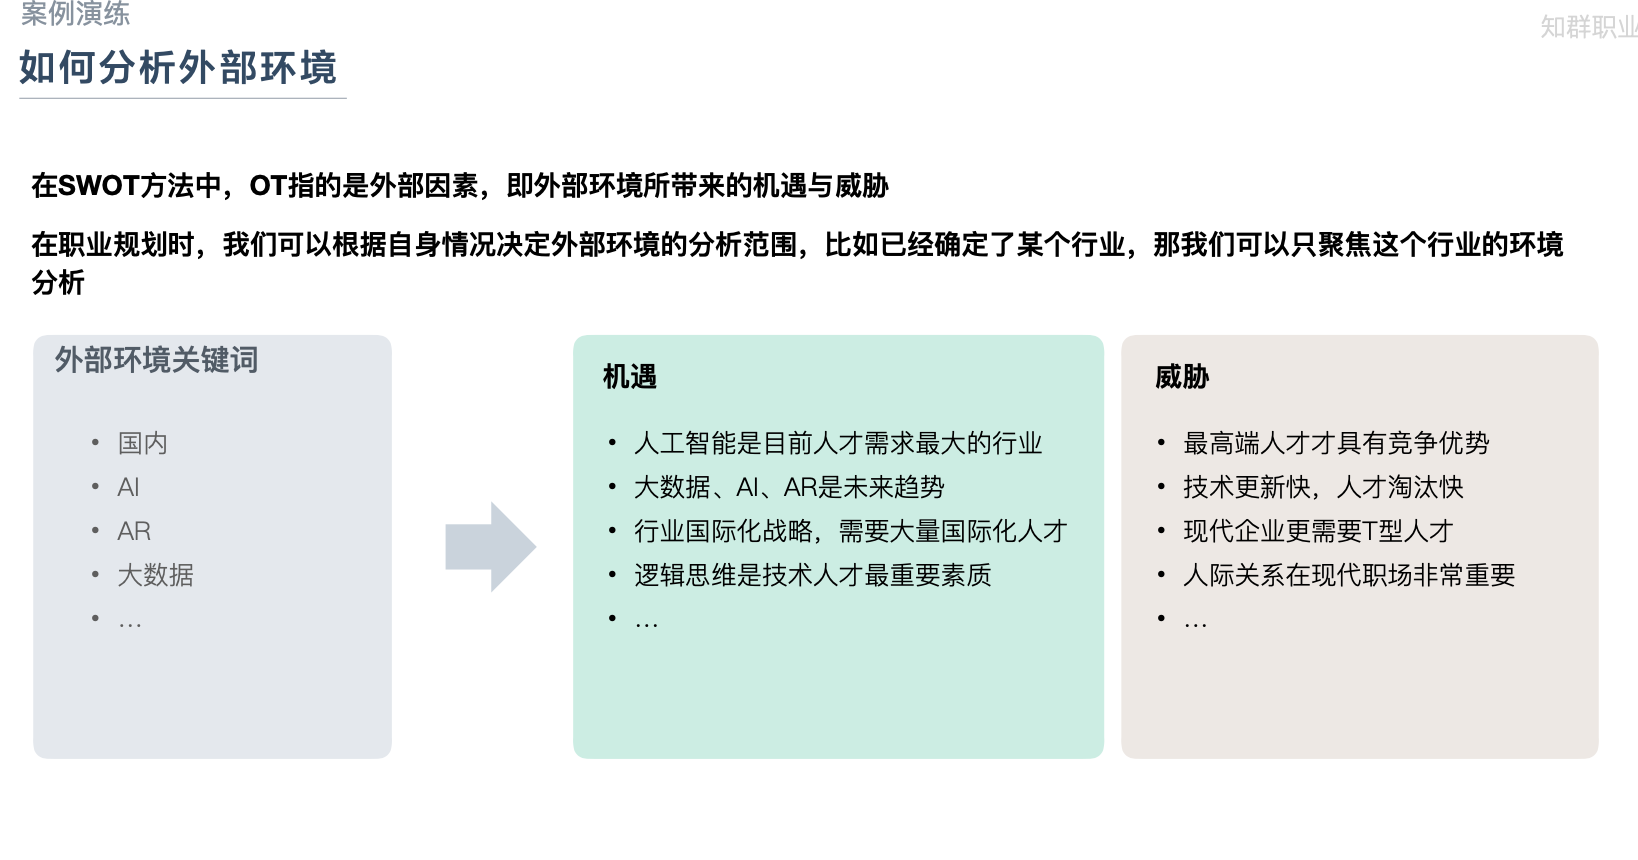 案例演练
知群职业
如何分析外部环境
在SWOT方法中，OT指的是外部因素，即外部环境所带来的机遇与威胁
在职业规划时，我们可以根据自身情况决定外部环境的分析范围，比如已经确定了某个行业，那我们可以只聚焦这个行业的环境
分析
外部环境关键词
• 国内
• AI
• AR
• 大数据
• …
机遇
• 人工智能是目前人才需求最大的行业
• 大数据、AI、AR是未来趋势
• 行业国际化战略，需要大量国际化人才
• 逻辑思维是技术人才最重要素质
• …
威胁
• 最高端人才才具有竞争优势
• 技术更新快，人才淘汰快
• 现代企业更需要T型人才
• 人际关系在现代职场非常重要
• …